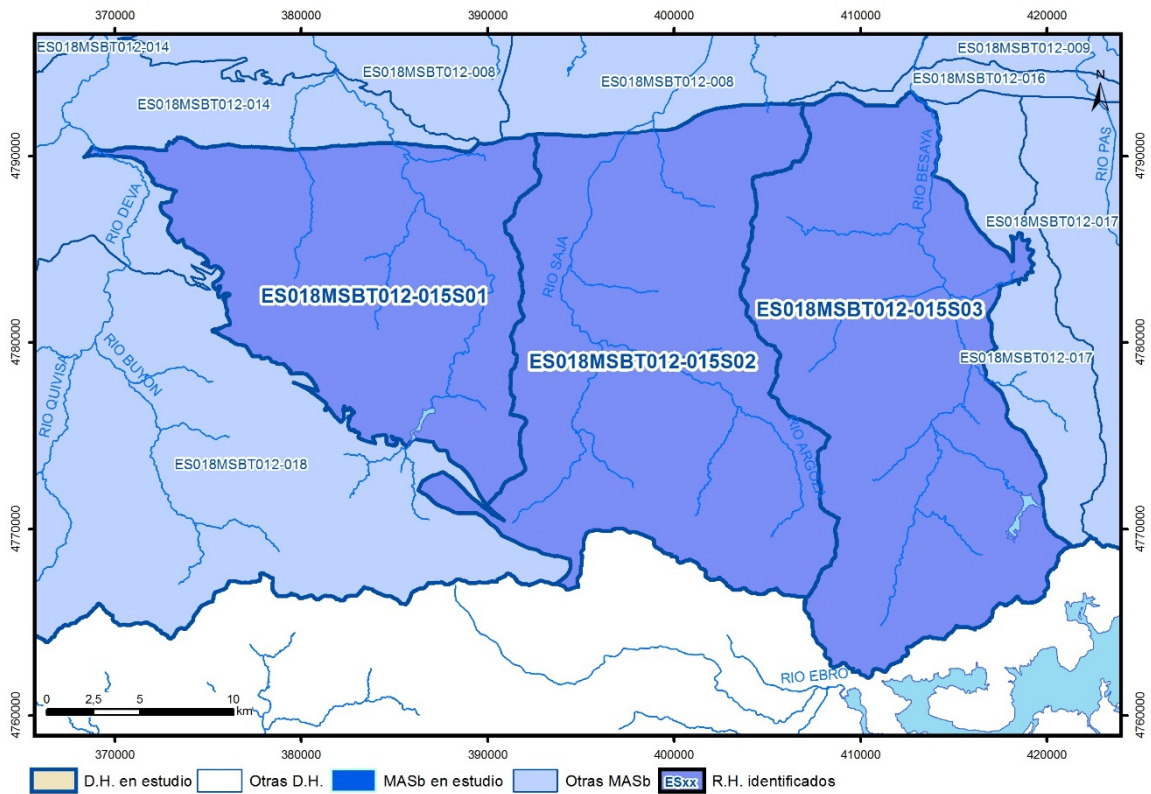 370000 380000 390000 400000 410000 420000
ES018MSBT012-014
ES018MSBT012-009
ES018MSBT012-008
ES018MSBT012-008
ES018MSBT012-016
N
ES018MSBT012-014
4790000
4790000
RIO DEVA
RIO BESAYA
RIO PAS
ES018MSBT012-017
RIO SAJA
ES018MSBT012-015S01
ES018MSBT012-015S03
4780000
4780000
ES018MSBT012-015S02
ES018MSBT012-017
RIO QUIVISA
RIO BUYON
ES018MSBT012-018
RIO ARGOZA
4770000
4770000
RIO EBRO
0 2,5 5 10
km
4760000
4760000
370000 380000 390000 400000 410000 420000
D.H. en estudio Otras D.H. MASb en estudio Otras MASb ESxx R.H. identificados